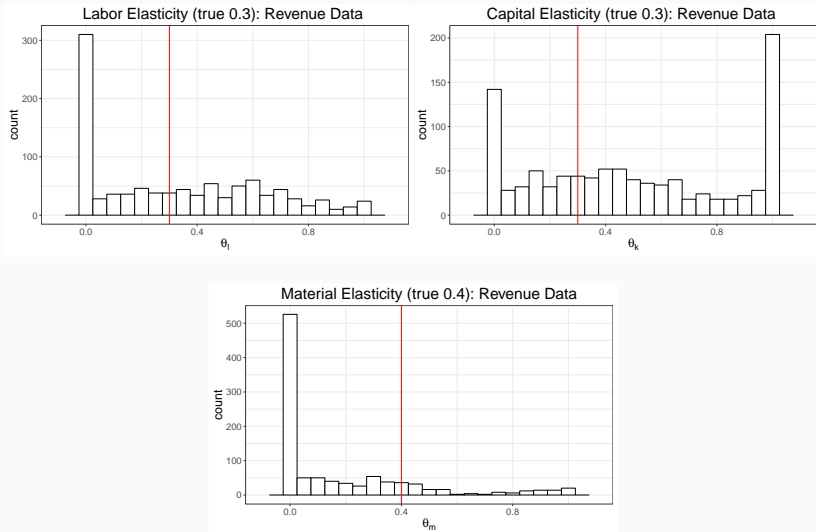 Labor Elasticity (true 0.3): Revenue Data
300
200
100
0
count
0.0 0.4 0.8
θl
Capital Elasticity (true 0.3): Revenue Data
200
150
100
50
0
count
0.0 0.4 0.8
θk
Material Elasticity (true 0.4): Revenue Data
500
400
300
200
100
0
count
0.0 0.4 0.8
θm